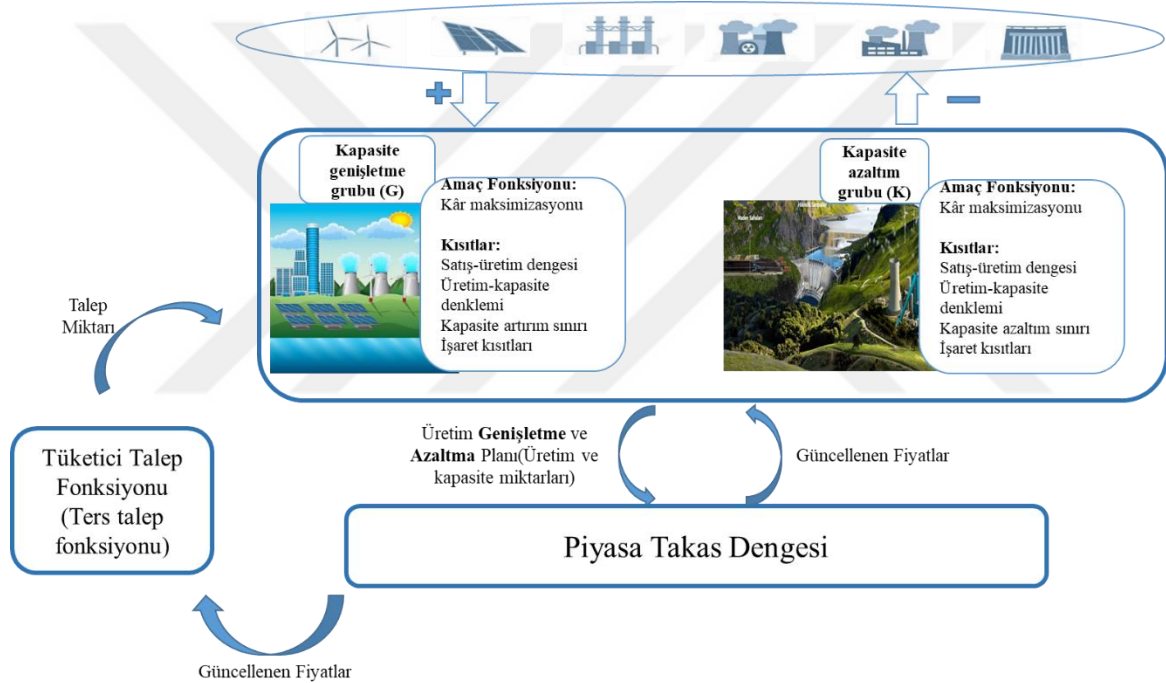 +
−
Kapasite
genişletme
grubu (G)
Amaç Fonksiyonu:
Kâr maksimizasyonu
Kısıtlar:
Satış-üretim dengesi
Üretim-kapasite
denklemi
Kapasite artırım sınırı
İşaret kısıtları
Kapasite
azaltım
grubu (K)
Amaç Fonksiyonu:
Kâr maksimizasyonu
Kısıtlar:
Satış-üretim dengesi
Üretim-kapasite
denklemi
Kapasite azaltım sınırı
İşaret kısıtları
Talep
Miktarı
Üretim Genişletme ve
Azaltma Planı(Üretim ve
kapasite miktarları)
Güncellenen Fiyatlar
Tüketici Talep
Fonksiyonu
(Ters talep
fonksiyonu)
Piyasa Takas Dengesi
Güncellenen Fiyatlar